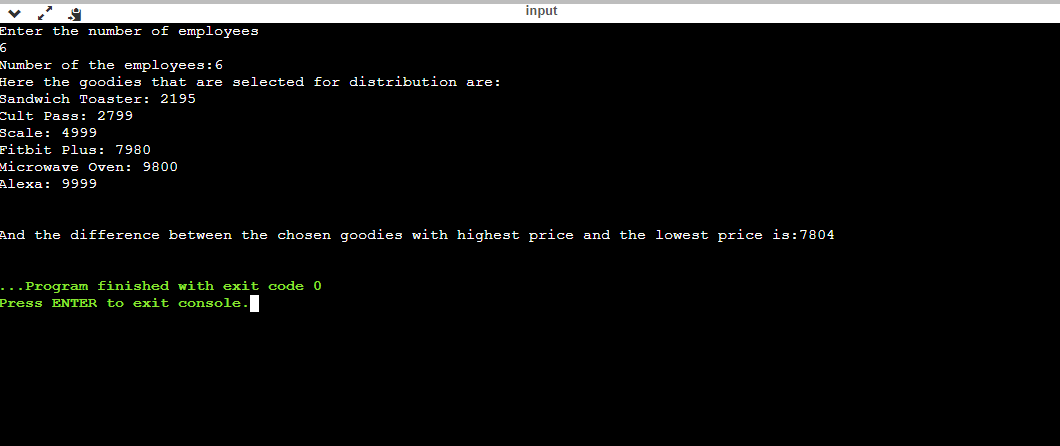 input
Enter the number of employees
6
Number of the employees:6
Here the goodies that are selected for distribution are:
Sandwich Toaster: 2195
Cult Pass: 2799
Scale: 4999
Fitbit Plus: 7980
Microwave Oven: 9800
Alexa: 9999
And the difference between the chosen goodies with highest price and the lowest price is:7804
...Program finished with exit code 0
Press ENTER to exit console.